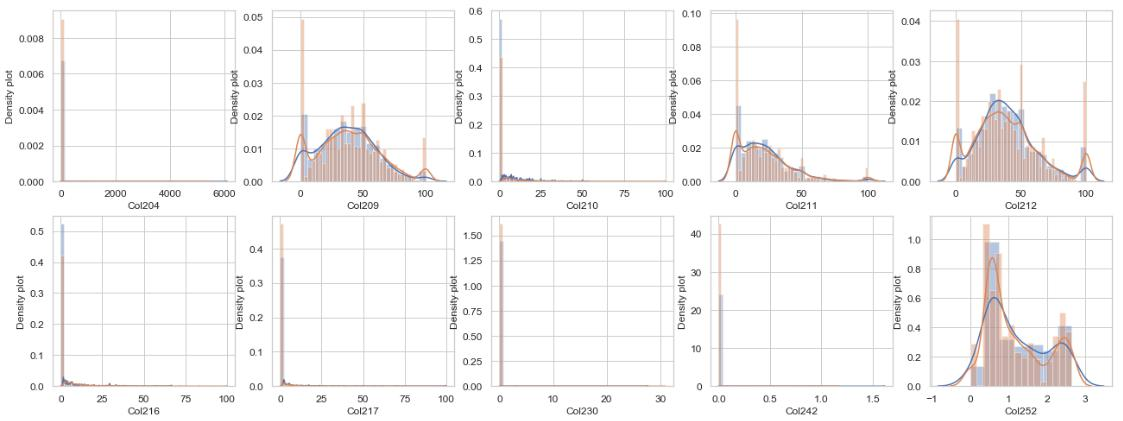 0.008
0.006
0.004
0.002
0.000
Density plot
0 2000 4000 6000
Col204
0.05
0.04
0.03
0.02
0.01
0.00
Density plot
0 50 100
Col209
0.6
0.5
0.4
0.3
0.2
0.1
0.0
Density plot
0 25 50 75 100
Col210
0.10
0.08
0.06
0.04
0.02
0.00
Density plot
0 50 100
Col211
0.04
0.03
0.02
0.01
0.00
Density plot
0 50 100
Col212
0.5
0.4
0.3
0.2
0.1
0.0
Density plot
0 25 50 75 100
Col216
0.4
0.3
0.2
0.1
0.0
Density plot
0 25 50 75 100
Col217
1.50
1.25
1.00
0.75
0.50
0.25
0.00
Density plot
0 10 20 30
Col230
40
30
20
10
0
Density plot
0.0 0.5 1.0 1.5
Col242
1.0
0.8
0.6
0.4
0.2
0.0
Density plot
−1 0 1 2 3
Col252